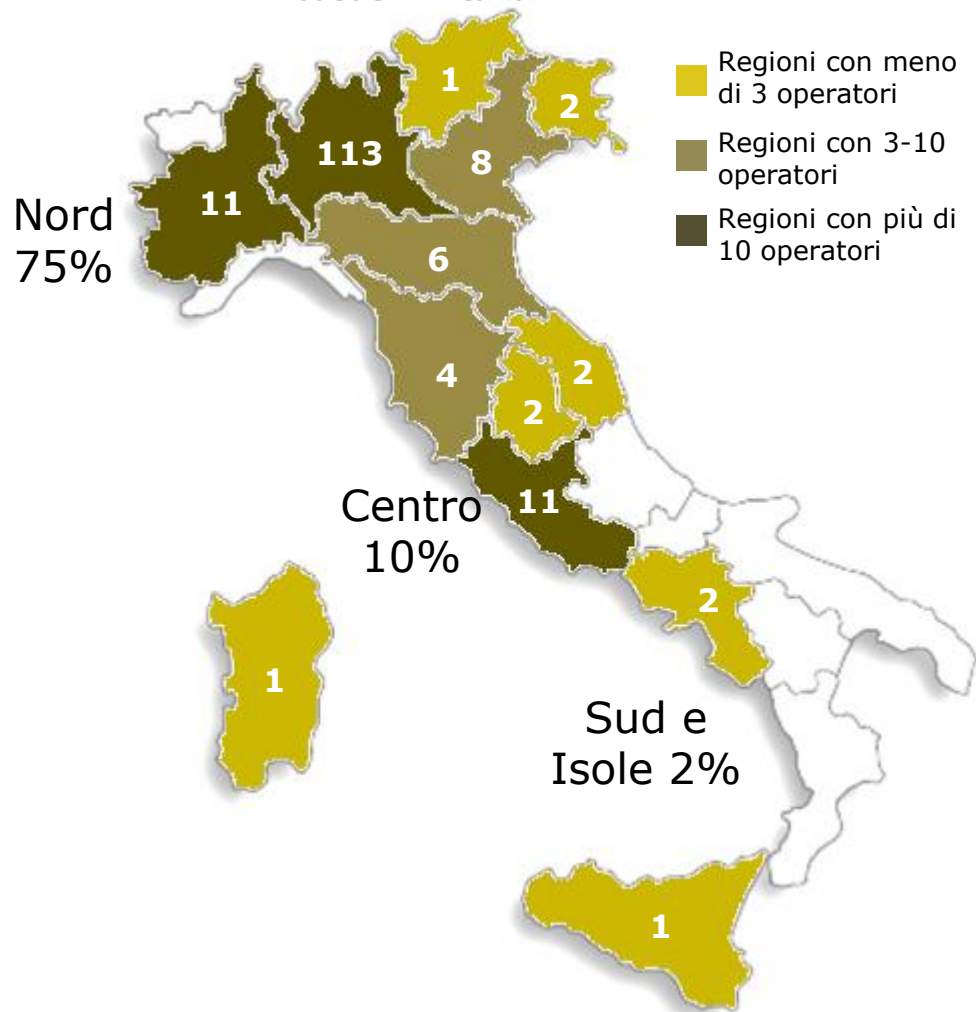 Regioni con meno
di 3 operatori
Regioni con 3-10
operatori
Regioni con più di
10 operatori
1
2
113
8
11
Nord
75%
6
4
2
2
11
Centro
10%
2
1
Sud e
Isole 2%
1